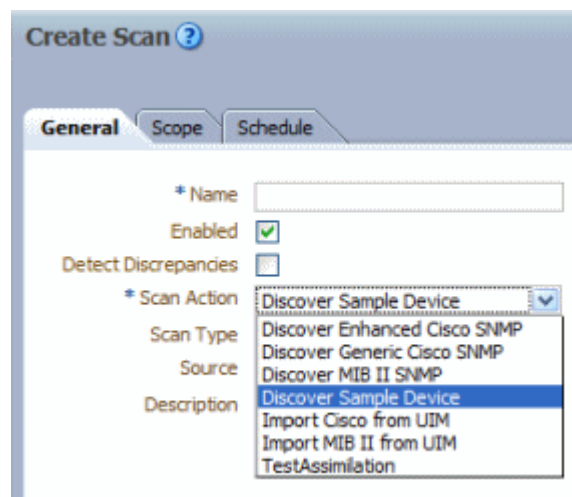 Create Scan ?
General Scope Schedule
* Name
Enabled
Detect Discrepancies
* Scan Action Discover Sample Device
Scan Type
Source
Description
Discover Enhanced Cisco SNMP
Discover Generic Cisco SNMP
Discover MIB II SNMP
Discover Sample Device
Import Cisco from UIM
Import MIB II from UIM
TestAssimilation